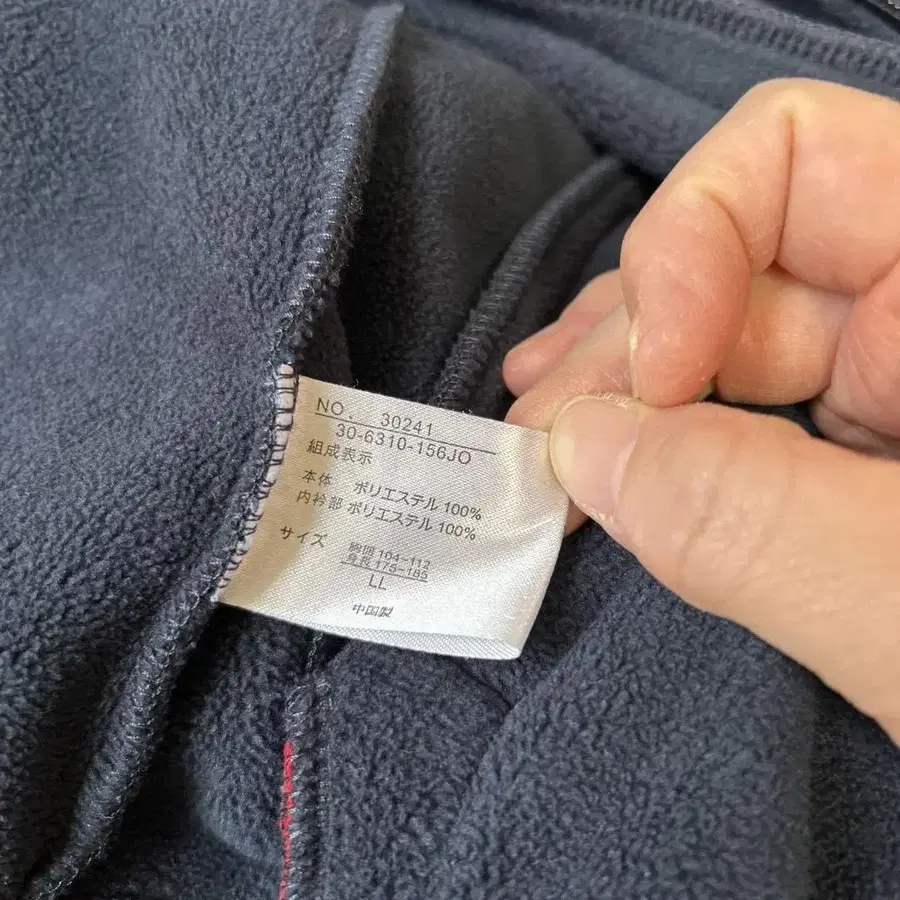 NO. 30241
30-6310-156JO
組成表示
本体 ポリエステル 100%
内衿部 ポリエステル 100%
サイズ
胸囲 104-112
身長 175-185
LL
中国製